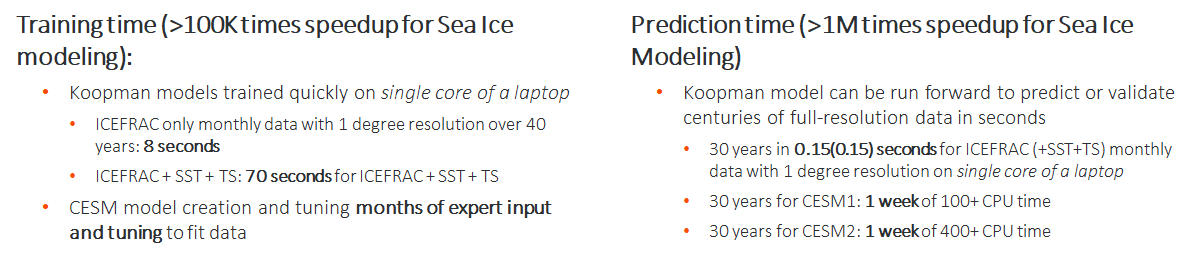 Training time (>100K times speedup for Sea Ice
modeling):
• Koopman models trained quickly on single core of a laptop
• ICEFRAC only monthly data with 1 degree resolution over 40
years: 8 seconds
• ICEFRAC + SST + TS: 70 seconds for ICEFRAC + SST + TS
• CESM model creation and tuning months of expert input
and tuning to fit data
Prediction time (>1M times speedup for Sea Ice
Modeling)
• Koopman model can be run forward to predict or validate
centuries of full-resolution data in seconds
• 30 years in 0.15(0.15) seconds for ICEFRAC (+SST+TS) monthly
data with 1 degree resolution on single core of a laptop
• 30 years for CESM1: 1 week of 100+ CPU time
• 30 years for CESM2: 1 week of 400+ CPU time